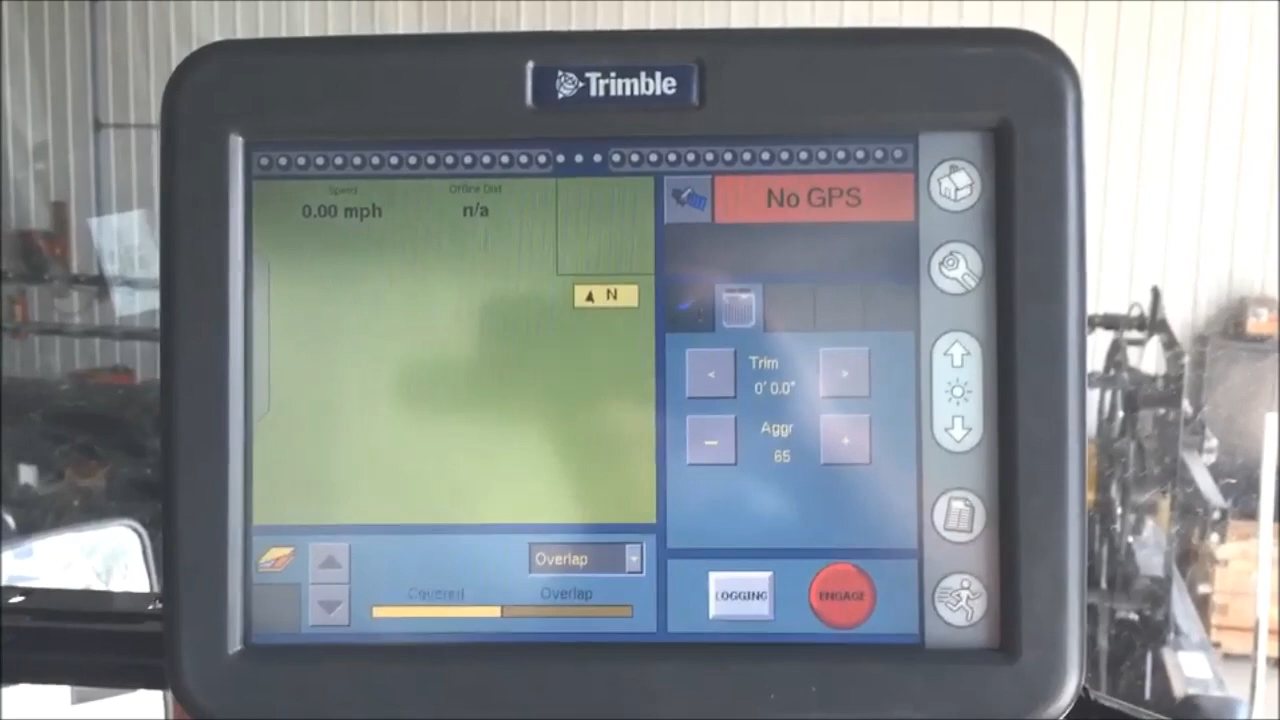 Trimble
Speed
0.00 mph
Offline Dist
n/a
N
No GPS
<
Trim
0' 0.0"
>
–
Aggr
65
+
Overlap
Covered
Overlap
LOGGING
ENGAGE